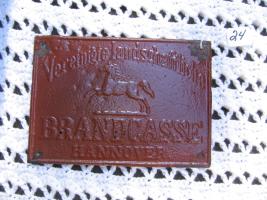 24
Vereinigte landschaftliche
BRANDCASSE
HANNOVER